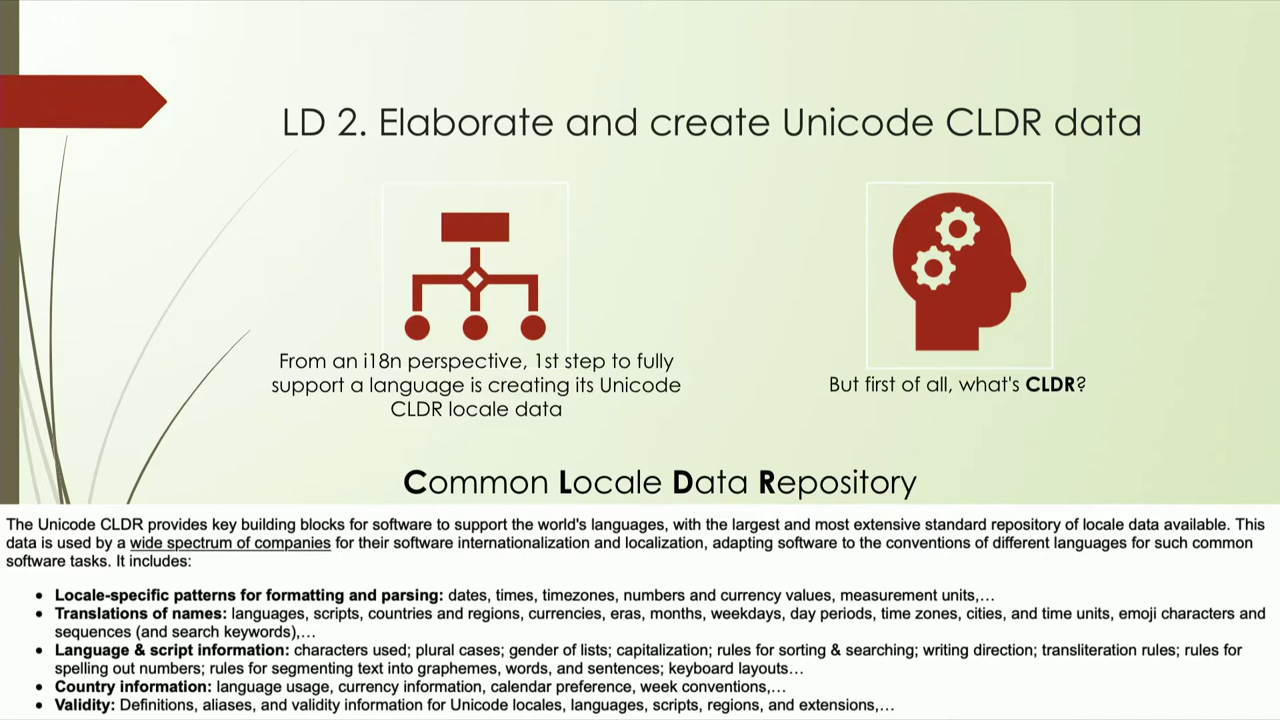 LD 2. Elaborate and create Unicode CLDR data
From an i18n perspective, 1st step to fully
support a language is creating its Unicode
CLDR locale data
But first of all, what's CLDR?
Common Locale Data Repository
The Unicode CLDR provides key building blocks for software to support the world's languages, with the largest and most extensive standard repository of locale data available. This
data is used by a wide spectrum of companies for their software internationalization and localization, adapting software to the conventions of different languages for such common
software tasks. It includes:
• Locale-specific patterns for formatting and parsing: dates, times, timezones, numbers and currency values, measurement units,…
• Translations of names: languages, scripts, countries and regions, currencies, eras, months, weekdays, day periods, time zones, cities, and time units, emoji characters and
sequences (and search keywords),…
• Language & script information: characters used; plural cases; gender of lists; capitalization; rules for sorting & searching; writing direction; transliteration rules; rules for
spelling out numbers; rules for segmenting text into graphemes, words, and sentences; keyboard layouts…
• Country information: language usage, currency information, calendar preference, week conventions,…
• Validity: Definitions, aliases, and validity information for Unicode locales, languages, scripts, regions, and extensions,…